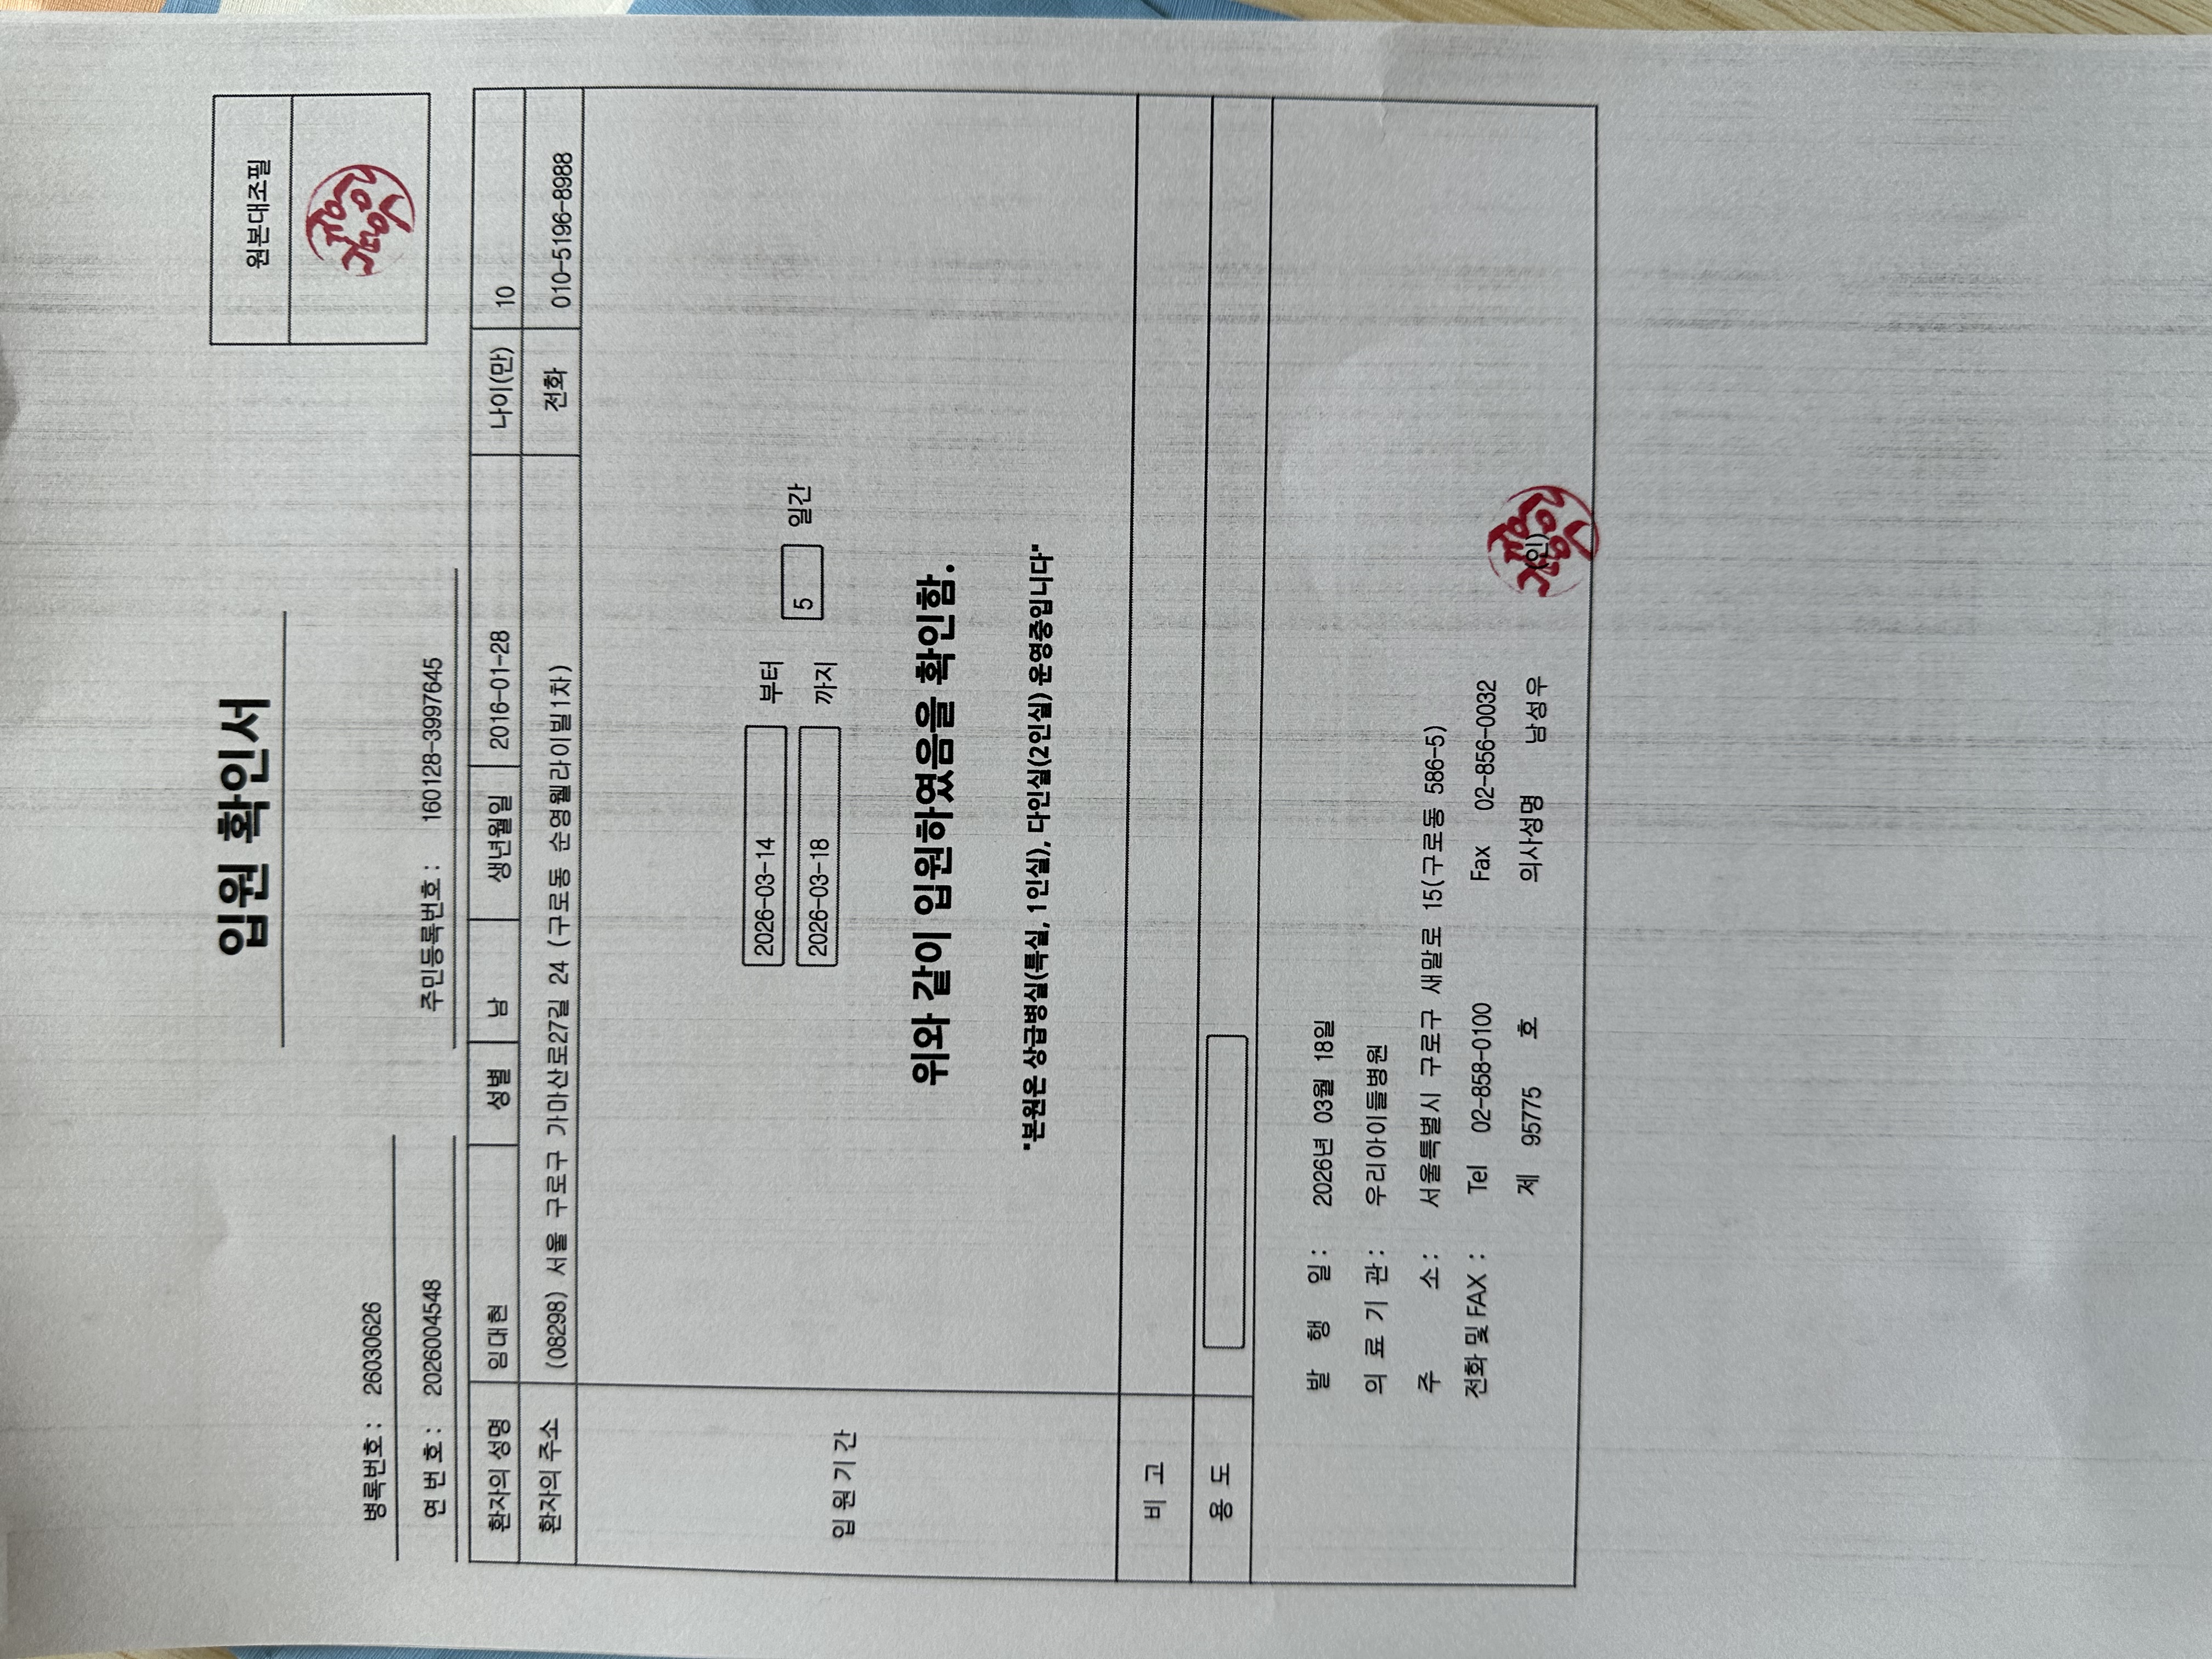 입원 확인서
원본대조필
병록번호 : 26030626
연 번 호 : 2026004548
주민등록번호 : 160128-3997645
환자의 성명 임대현 성별 남 생년월일 2016-01-28 나이(만) 10
환자의 주소 (08298) 서울 구로구 가마산로27길 24 (구로동 순영웰라이빌1차) 전화 010-5196-8988
입 원 기 간
2026-03-14 부터
2026-03-18 까지
5 일간
위와 같이 입원하였음을 확인함.
"본원은 상급병실(특실, 1인실), 다인실(2인실) 운영중입니다"
비 고
용 도
발 행 일 : 2026년 03월 18일
의 료 기 관 : 우리아이들병원
주 소 : 서울특별시 구로구 새말로 15(구로동 586-5)
전화 및 FAX : Tel 02-858-0100 Fax 02-856-0032
제 95775 호 의사성명 남성우 (인)